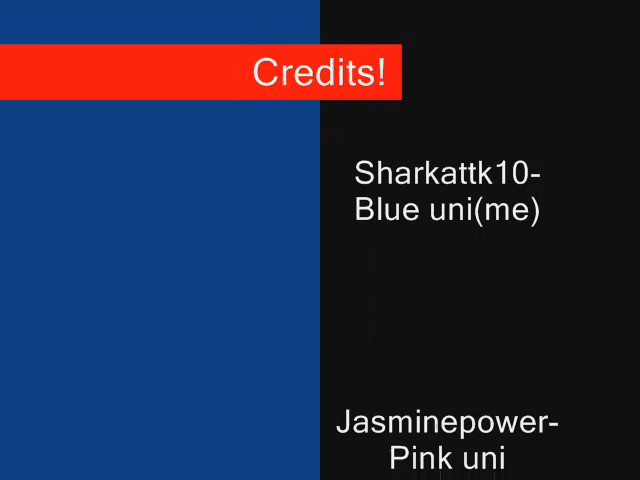 Credits!
Sharkattk10-
Blue uni(me)
Jasminepower-
Pink uni